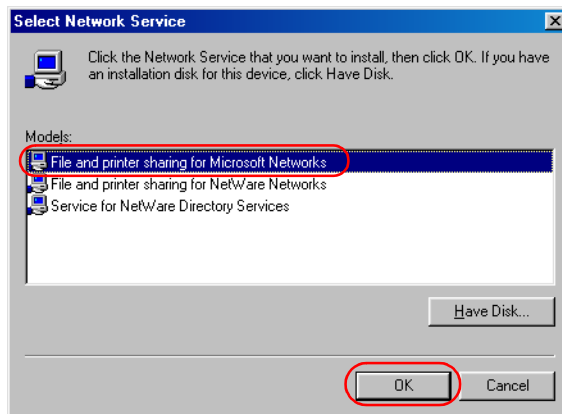 Select Network Service
Click the Network Service that you want to install, then click OK. If you have
an installation disk for this device, click Have Disk.
Models:
File and printer sharing for Microsoft Networks
File and printer sharing for NetWare Networks
Service for NetWare Directory Services
Have Disk...
OK
Cancel